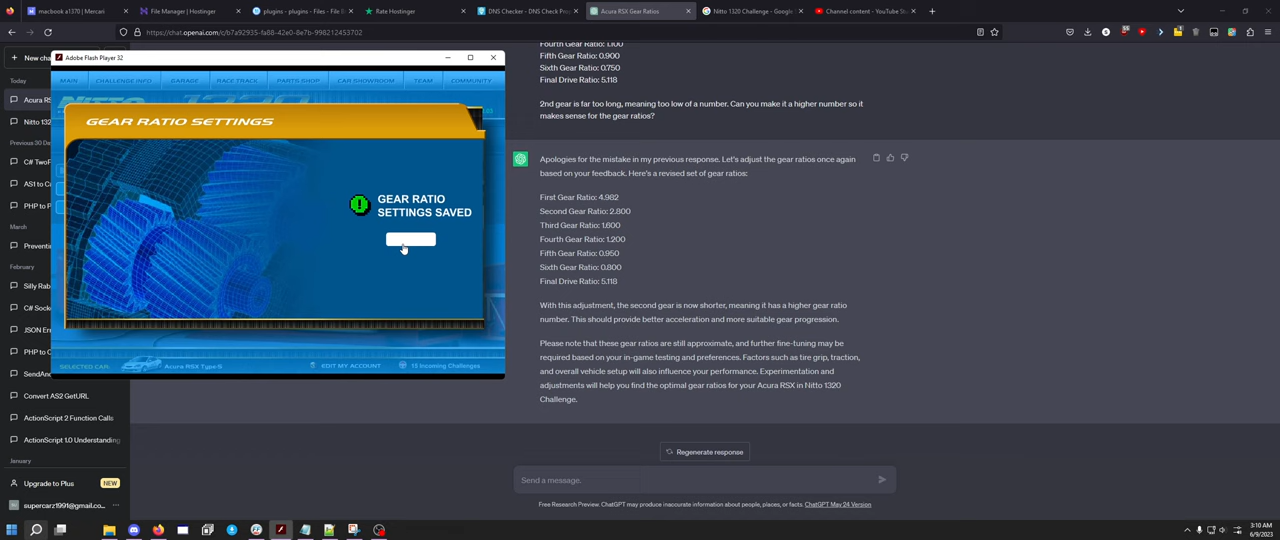 macbook a1370 | Mercari
File Manager | Hostinger
plugins - plugins - Files - File B
Rate Hostinger
DNS Checker - DNS Check Pro
Acura RSX Gear Ratios
Nitto 1320 Challenge - Google S
Channel content - YouTube St
https://chat.openai.com/c/b7a92935-fa88-42e0-8e7b-998212453702
New cha
Today
Acura RS
Nitto 132
Previous 30 Da
C# TwoF
AS1 to C
PHP to P
March
Preventi
February
Silly Rab
C# Socke
JSON Err
PHP to C
SendAn
Convert AS2 GetURL
ActionScript 2 Function Calls
ActionScript 1.0 Understanding
January
Upgrade to Plus
NEW
supercarz1991@gmail.co...
Adobe Flash Player 32
MAIN
CHALLENGE INFO
GARAGE
RACE TRACK
PARTS SHOP
CAR SHOWROOM
TEAM
COMMUNITY
GEAR RATIO SETTINGS
GEAR RATIO
SETTINGS SAVED
SELECTED CAR:
Acura RSX Type-S
EDIT MY ACCOUNT
15 Incoming Challenges
Fourth Gear Ratio: 1.100
Fifth Gear Ratio: 0.900
Sixth Gear Ratio: 0.750
Final Drive Ratio: 5.118
2nd gear is far too long, meaning too low of a number. Can you make it a higher number so it
makes sense for the gear ratios?
Apologies for the mistake in my previous response. Let's adjust the gear ratios once again
based on your feedback. Here's a revised set of gear ratios:
First Gear Ratio: 4.982
Second Gear Ratio: 2.800
Third Gear Ratio: 1.600
Fourth Gear Ratio: 1.200
Fifth Gear Ratio: 0.950
Sixth Gear Ratio: 0.800
Final Drive Ratio: 5.118
With this adjustment, the second gear is now shorter, meaning it has a higher gear ratio
number. This should provide better acceleration and more suitable gear progression.
Please note that these gear ratios are still approximate, and further fine-tuning may be
required based on your in-game testing and preferences. Factors such as tire grip, traction,
and overall vehicle setup will also influence your performance. Experimentation and
adjustments will help you find the optimal gear ratios for your Acura RSX in Nitto 1320
Challenge.
Regenerate response
Send a message.
Free Research Preview. ChatGPT may produce inaccurate information about people, places, or facts. ChatGPT May 24 Version
3:10 AM
6/9/2023